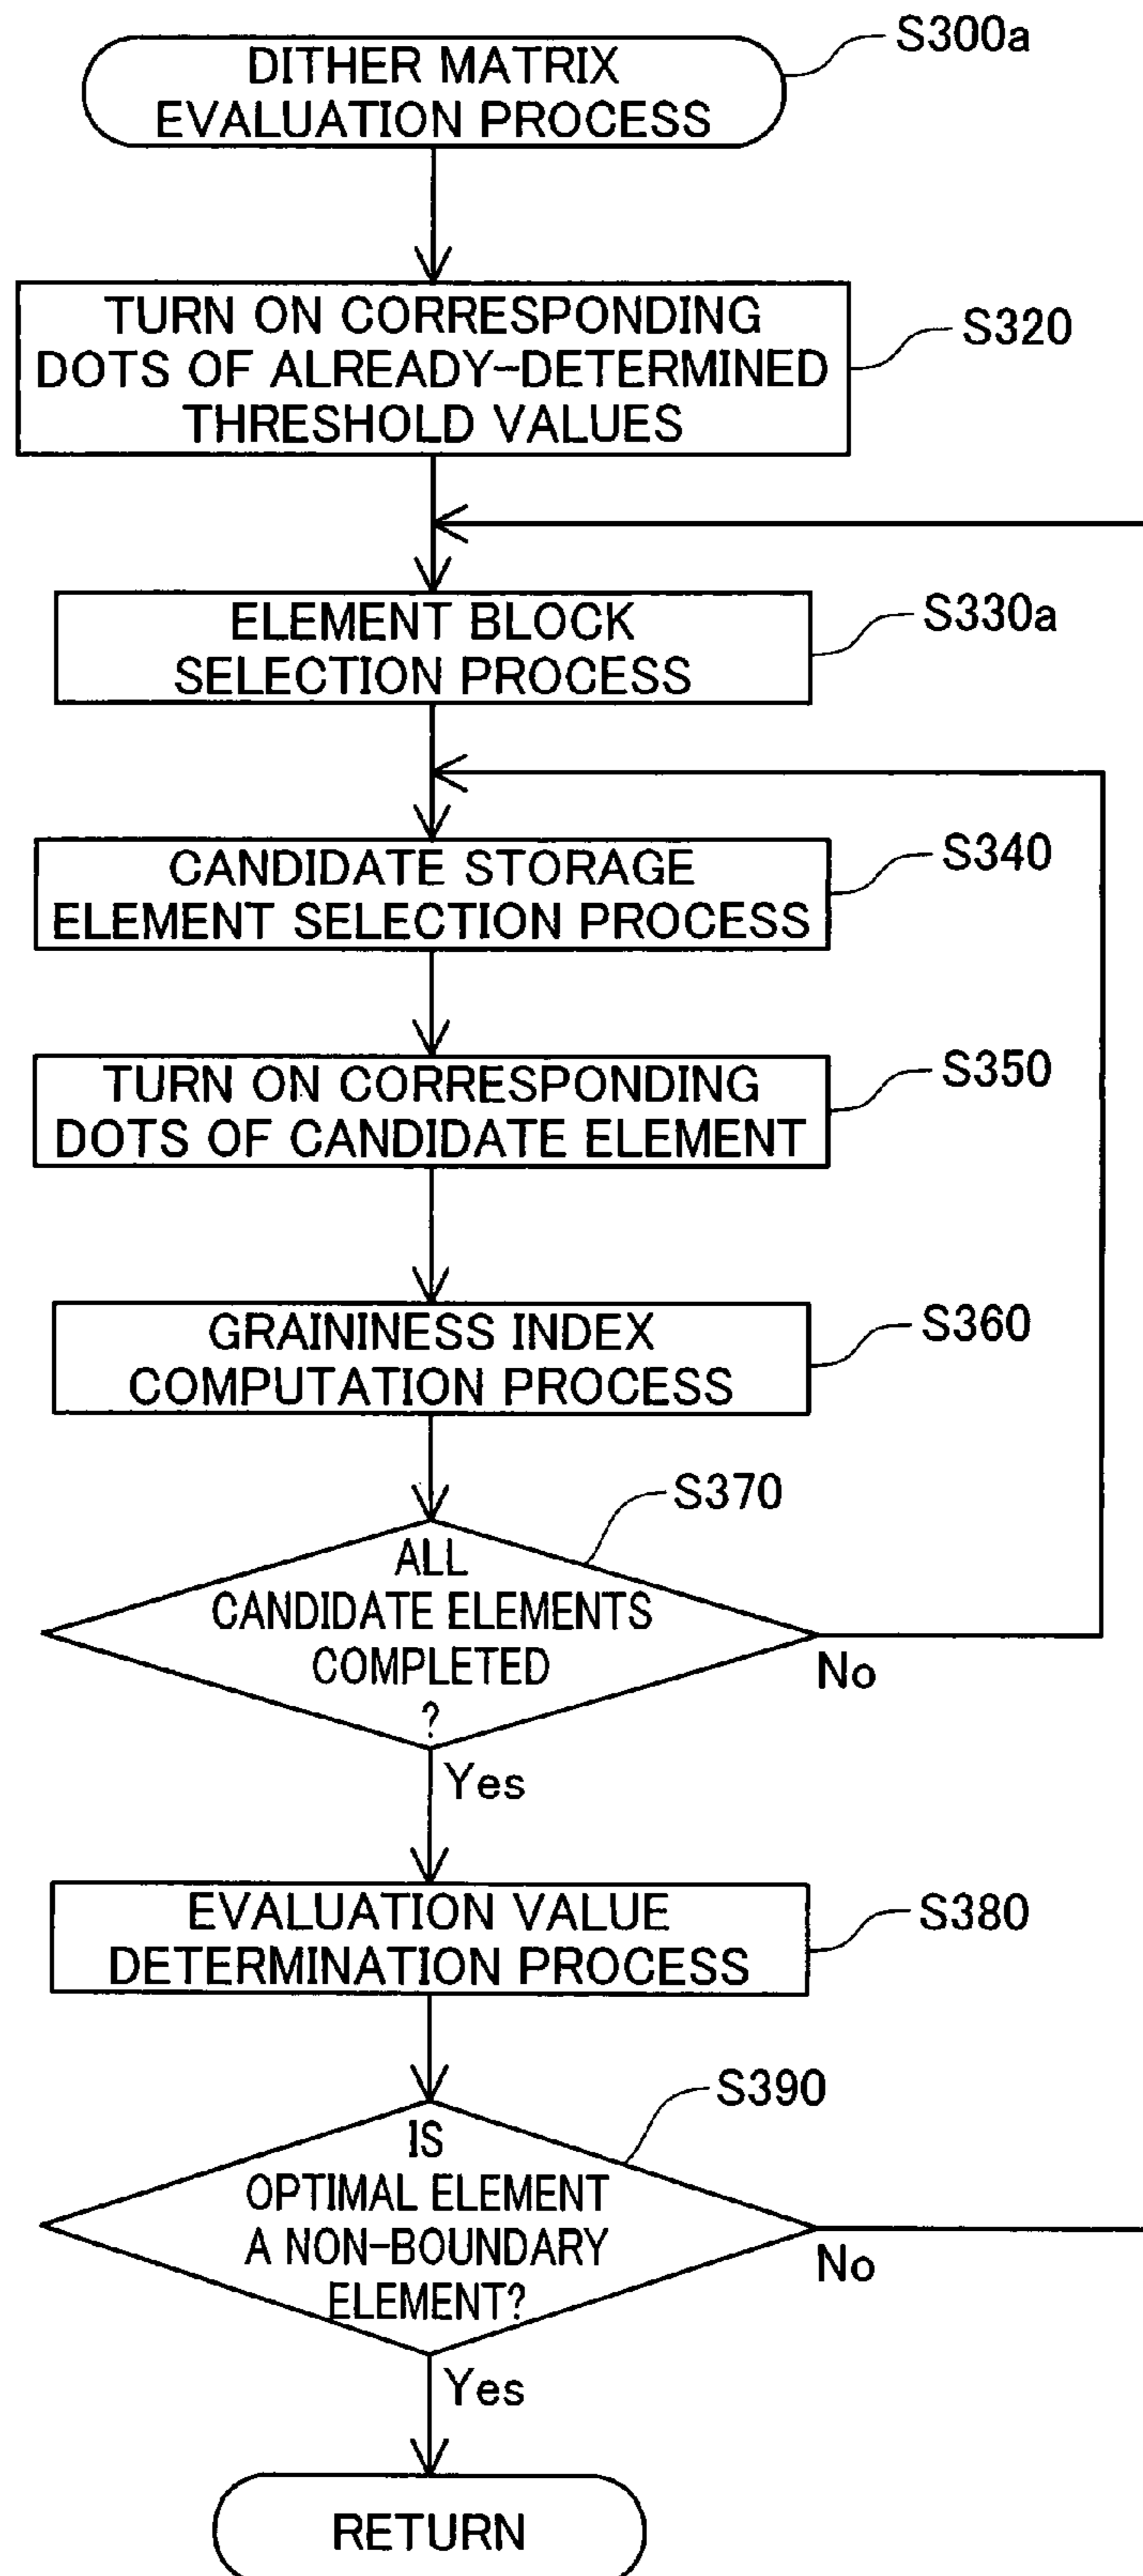 DITHER MATRIX
EVALUATION PROCESS
S300a
TURN ON CORRESPONDING
DOTS OF ALREADY-DETERMINED
THRESHOLD VALUES
S320
ELEMENT BLOCK
SELECTION PROCESS
S330a
CANDIDATE STORAGE
ELEMENT SELECTION PROCESS
S340
TURN ON CORRESPONDING
DOTS OF CANDIDATE ELEMENT
S350
GRAININESS INDEX
COMPUTATION PROCESS
S360
ALL
CANDIDATE ELEMENTS
COMPLETED
?
S370
No
Yes
EVALUATION VALUE
DETERMINATION PROCESS
S380
IS
OPTIMAL ELEMENT
A NON-BOUNDARY
ELEMENT?
S390
No
Yes
RETURN